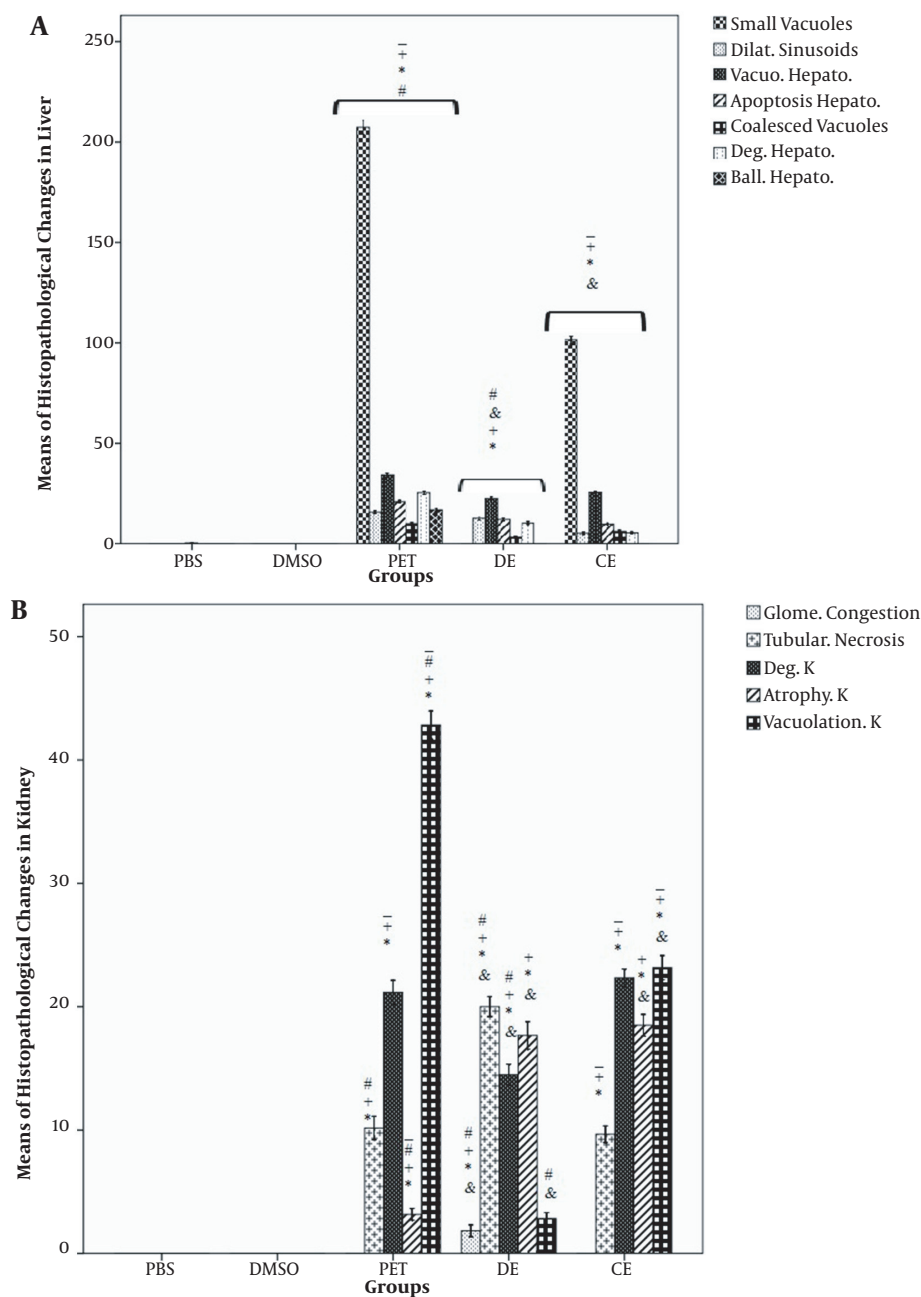 A
Means of Histopathological Changes in Liver
250
200
150
100
50
0
PBS
DMSO
PET
DE
CE
Groups
—
+
*
#
#
&
+
*
—
+
*
&
Small Vacuoles
Dilat. Sinusoids
Vacuo. Hepato.
Apoptosis Hepato.
Coalesced Vacuoles
Deg. Hepato.
Ball. Hepato.
B
Means of Histopathological Changes in Kidney
50
40
30
20
10
0
PBS
DMSO
PET
DE
CE
Groups
#
+
*
—
+
*
—
#
+
*
—
#
+
*
#
+
*
&
#
+
*
&
#
+
*
&
+
*
&
#
&
—
+
*
—
+
*
+
*
&
—
+
*
&
Glome. Congestion
Tubular. Necrosis
Deg. K
Atrophy. K
Vacuolation. K